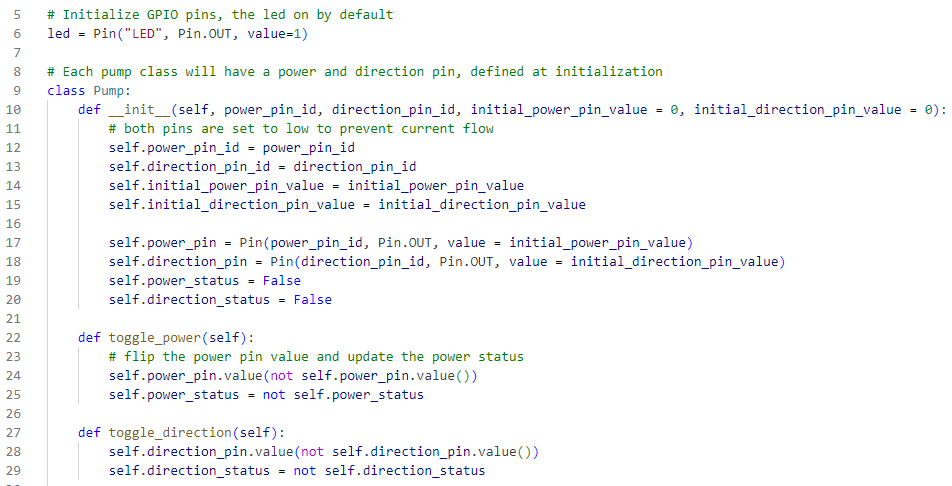 5 # Initialize GPIO pins, the led on by default
6 led = Pin("LED", Pin.OUT, value=1)
7
8 # Each pump class will have a power and direction pin, defined at initialization
9 class Pump:
10     def __init__(self, power_pin_id, direction_pin_id, initial_power_pin_value = 0, initial_direction_pin_value = 0):
11         # both pins are set to low to prevent current flow
12         self.power_pin_id = power_pin_id
13         self.direction_pin_id = direction_pin_id
14         self.initial_power_pin_value = initial_power_pin_value
15         self.initial_direction_pin_value = initial_direction_pin_value
16
17         self.power_pin = Pin(power_pin_id, Pin.OUT, value = initial_power_pin_value)
18         self.direction_pin = Pin(direction_pin_id, Pin.OUT, value = initial_direction_pin_value)
19         self.power_status = False
20         self.direction_status = False
21
22     def toggle_power(self):
23         # flip the power pin value and update the power status
24         self.power_pin.value(not self.power_pin.value())
25         self.power_status = not self.power_status
26
27     def toggle_direction(self):
28         self.direction_pin.value(not self.direction_pin.value())
29         self.direction_status = not self.direction_status